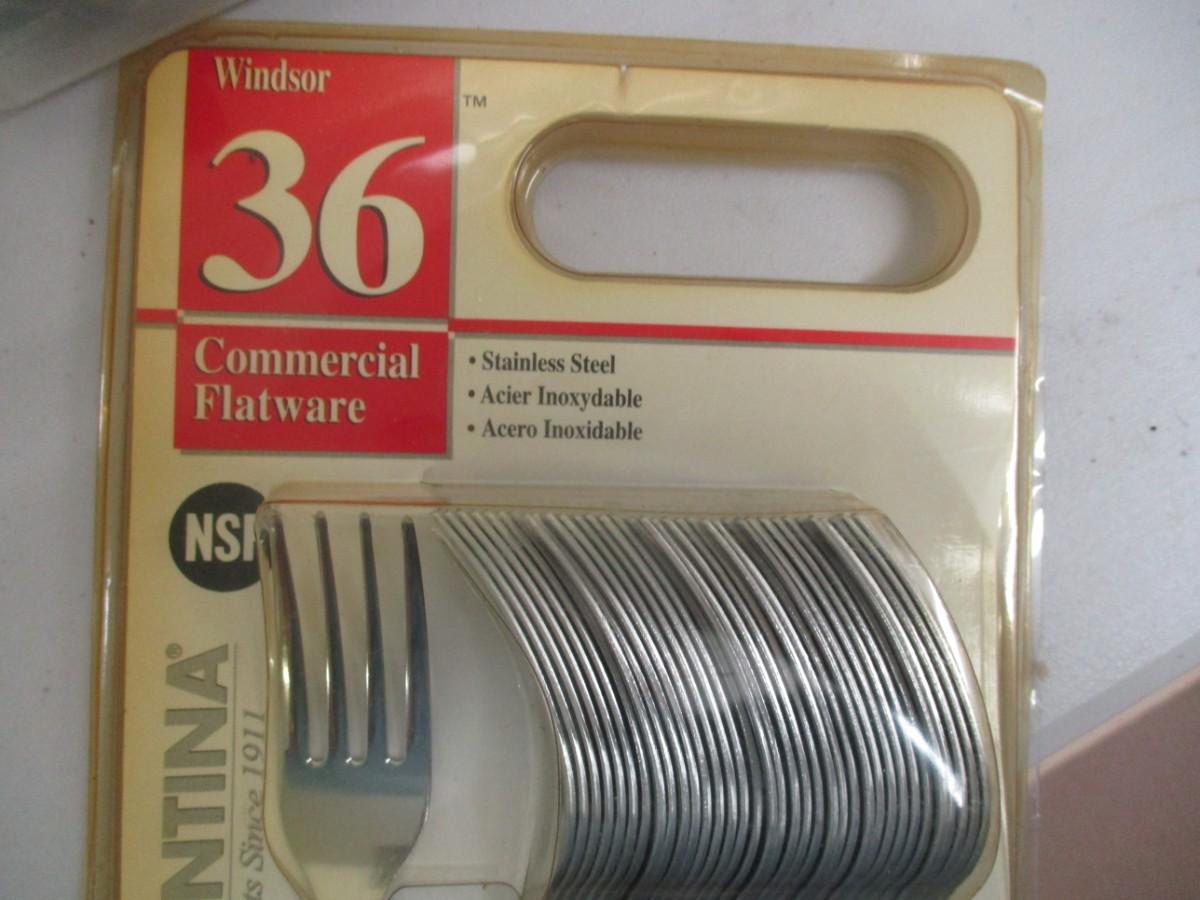 Windsor
™
36
Commercial
Flatware
• Stainless Steel
• Acier Inoxydable
• Acero Inoxidable
NSF
NTINA®
ts Since 1911